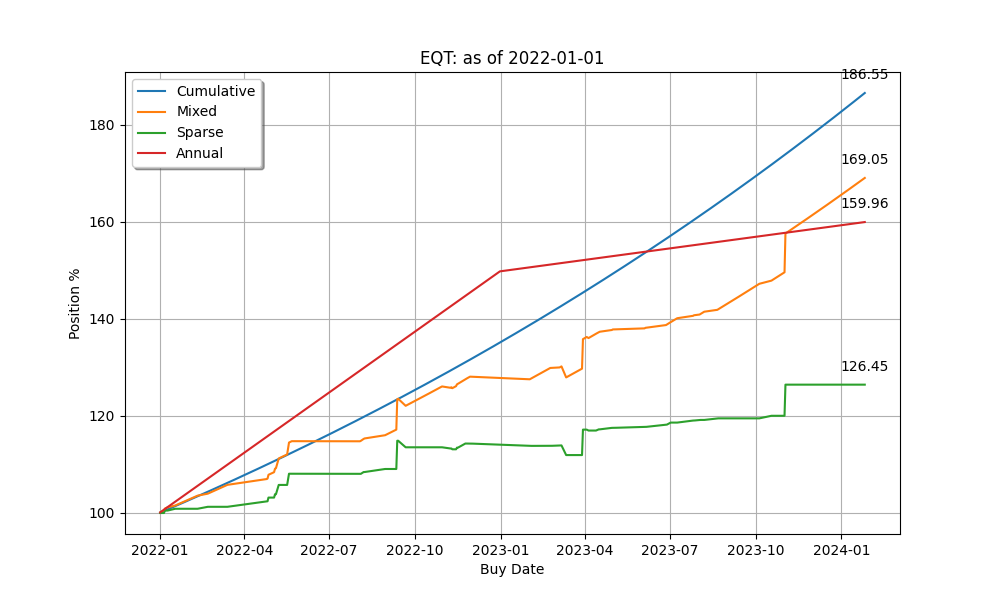 EQT: as of 2022-01-01
Cumulative
Mixed
Sparse
Annual
186.55
169.05
159.96
126.45
180
160
140
120
100
Position %
2022-01 2022-04 2022-07 2022-10 2023-01 2023-04 2023-07 2023-10 2024-01
Buy Date